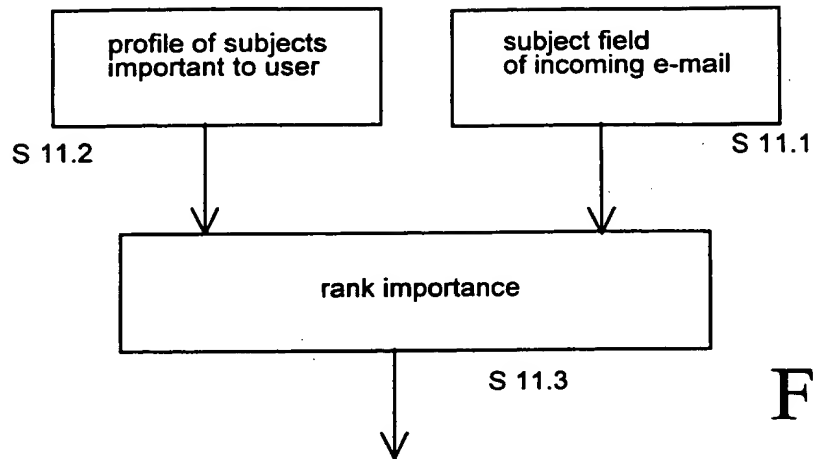 profile of subjects
important to user
subject field
of incoming e-mail
S 11.2
S 11.1
rank importance
S 11.3
F